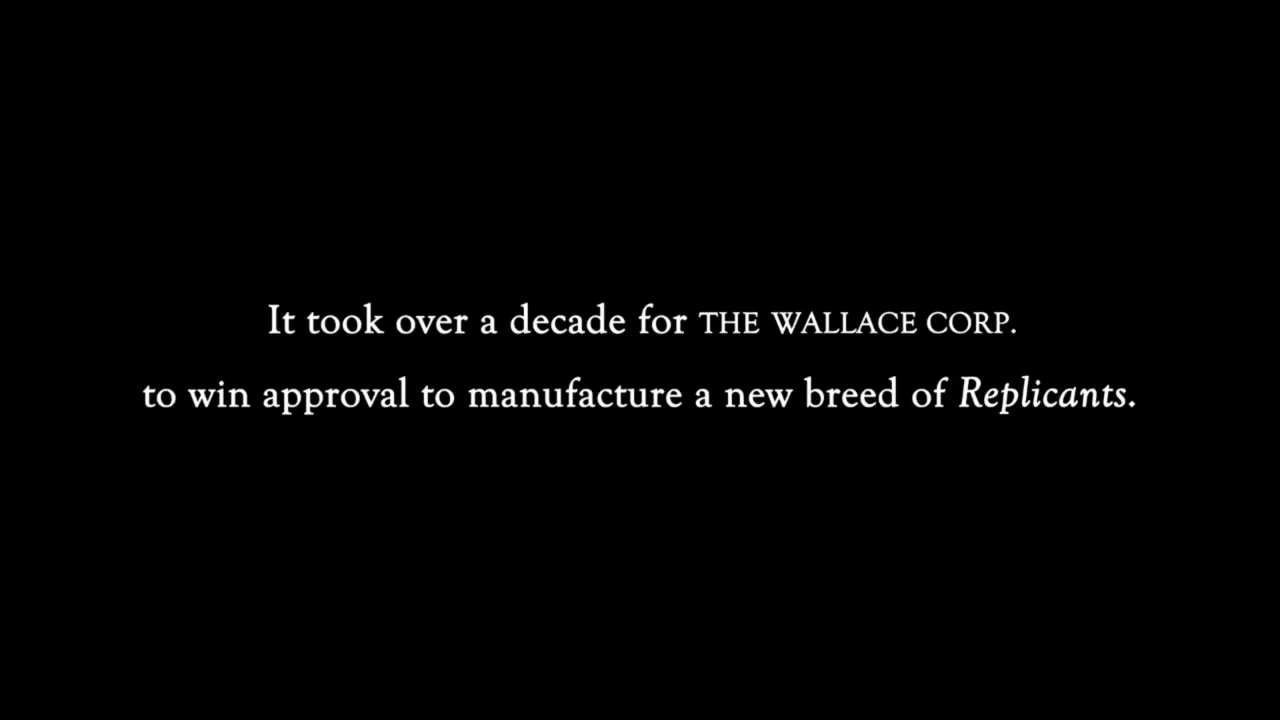 It took over a decade for THE WALLACE CORP.
to win approval to manufacture a new breed of Replicants.